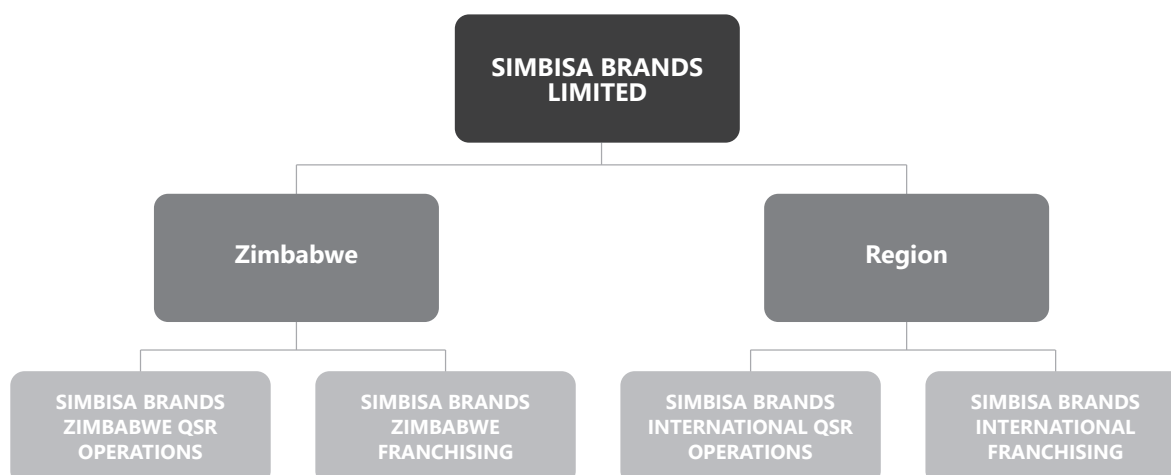 SIMBISA BRANDS
LIMITED
Zimbabwe
Region
SIMBISA BRANDS
ZIMBABWE QSR
OPERATIONS
SIMBISA BRANDS
ZIMBABWE
FRANCHISING
SIMBISA BRANDS
INTERNATIONAL QSR
OPERATIONS
SIMBISA BRANDS
INTERNATIONAL
FRANCHISING